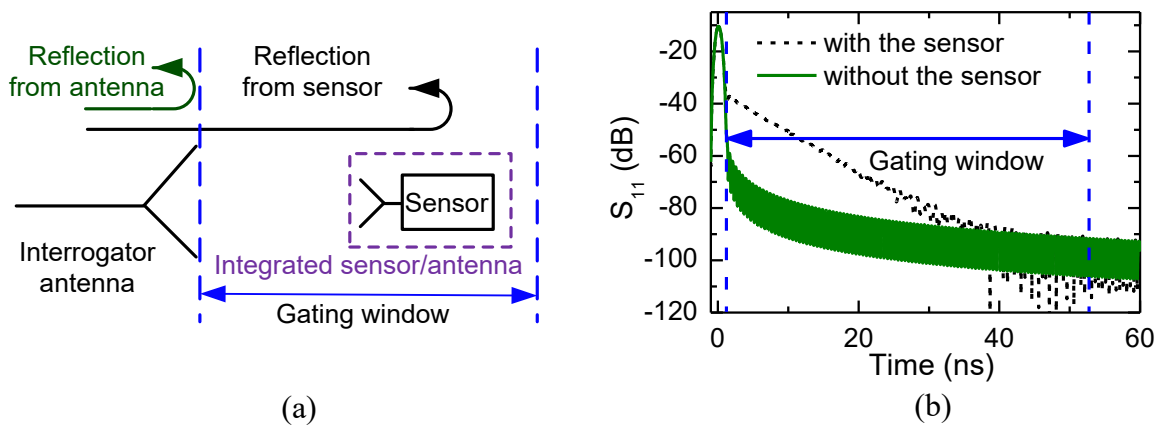 Reflection
from antenna
Reflection
from sensor
Sensor
Interrogator
antenna
Integrated sensor/antenna
Gating window
(a)
with the sensor
without the sensor
Gating window
S11 (dB)
-20
-40
-60
-80
-100
-120
0
20
40
60
Time (ns)
(b)